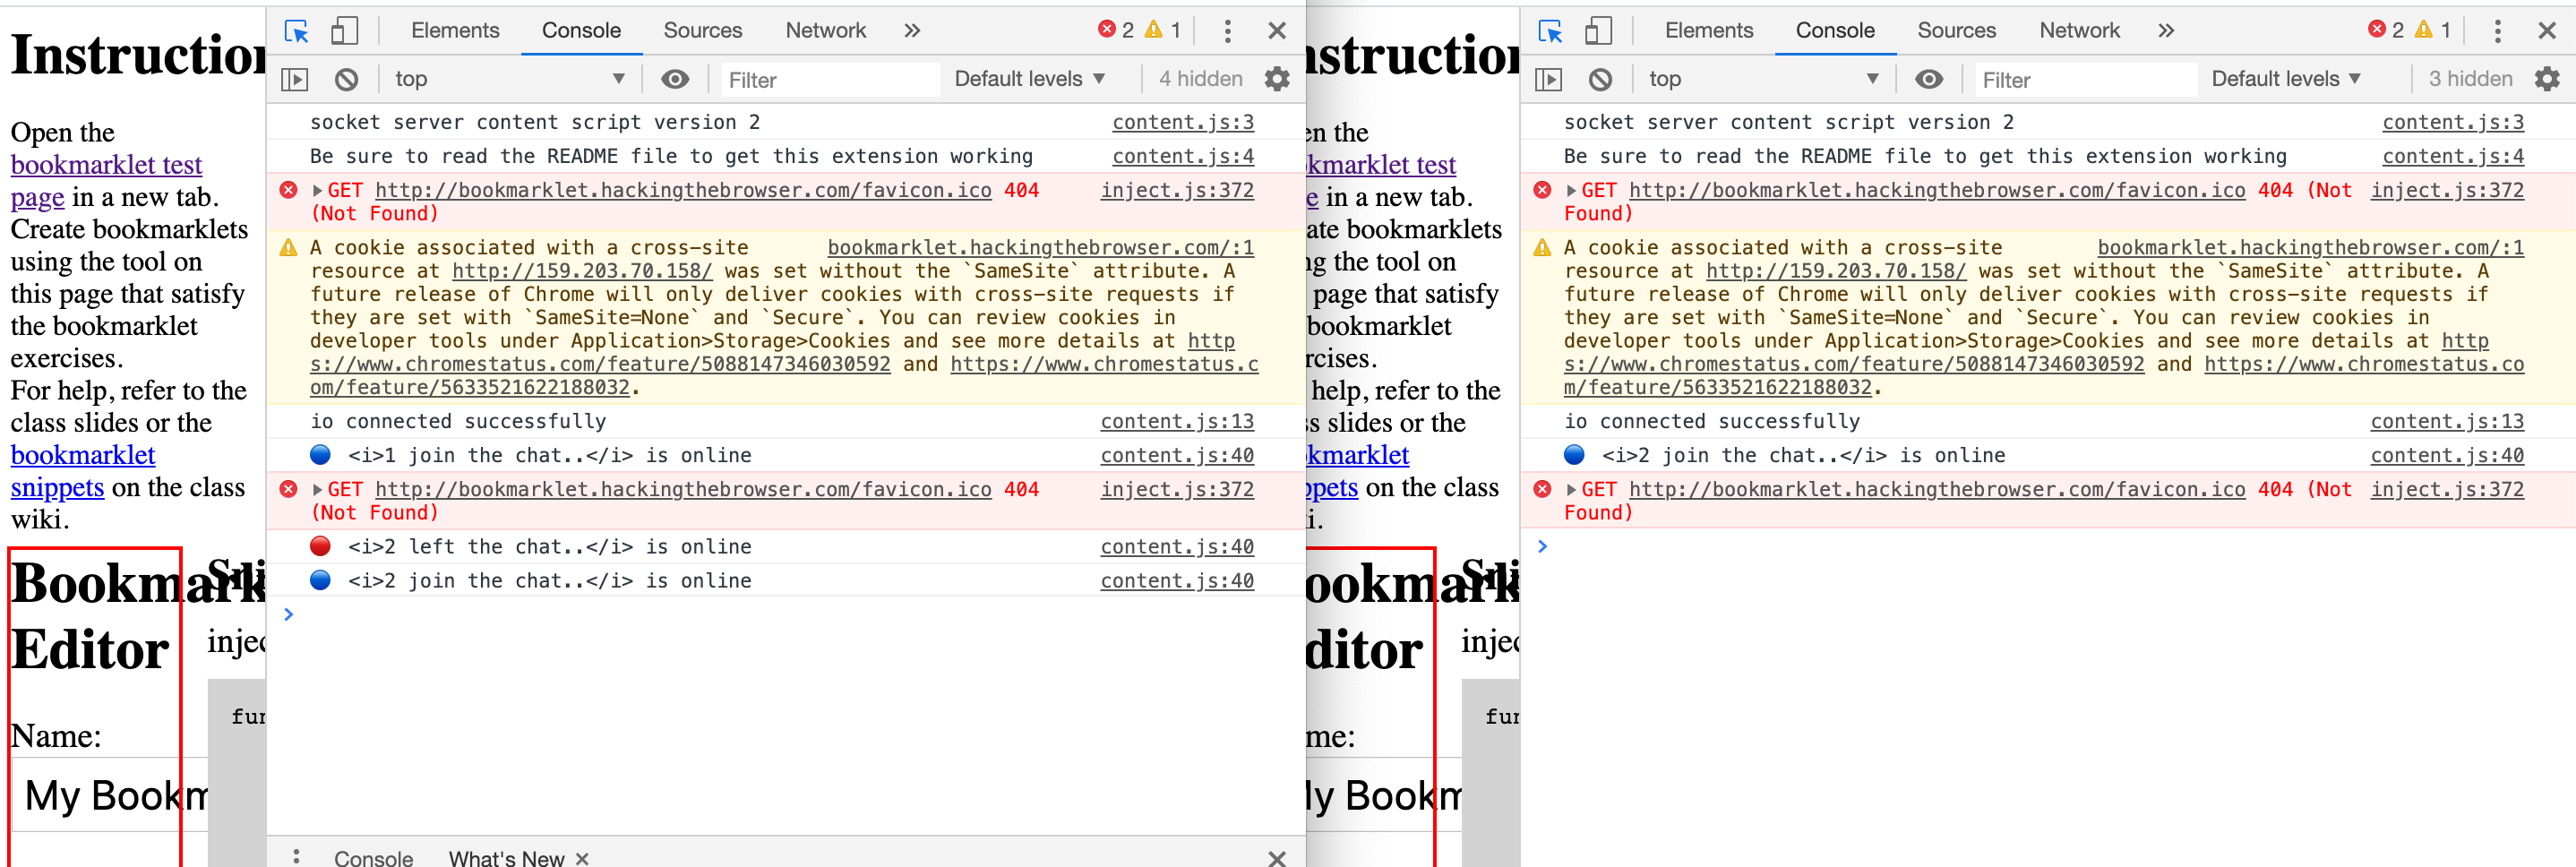 Instruction
Open the
bookmarklet test
page in a new tab.
Create bookmarklets
using the tool on
this page that satisfy
the bookmarklet
exercises.
For help, refer to the
class slides or the
bookmarklet
snippets on the class
wiki.
Bookmark
Editor
Name:
My Bookm
Sni
injec
fun
Elements Console Sources Network » 2 1
top Filter Default levels ▼ 4 hidden
socket server content script version 2 content.js:3
Be sure to read the README file to get this extension working content.js:4
GET http://bookmarklet.hackingthebrowser.com/favicon.ico 404 inject.js:372
(Not Found)
A cookie associated with a cross-site bookmarklet.hackingthebrowser.com/:1
resource at http://159.203.70.158/ was set without the `SameSite` attribute. A
future release of Chrome will only deliver cookies with cross-site requests if
they are set with `SameSite=None` and `Secure`. You can review cookies in
developer tools under Application>Storage>Cookies and see more details at http
s://www.chromestatus.com/feature/5088147346030592 and https://www.chromestatus.c
om/feature/5633521622188032.
io connected successfully content.js:13
<i>1 join the chat..</i> is online content.js:40
GET http://bookmarklet.hackingthebrowser.com/favicon.ico 404 inject.js:372
(Not Found)
<i>2 left the chat..</i> is online content.js:40
<i>2 join the chat..</i> is online content.js:40
Console What's New ×
nstruction
en the
kmarklet test
e in a new tab.
ate bookmarklets
ng the tool on
page that satisfy
bookmarklet
rcises.
help, refer to the
ss slides or the
kmarklet
ppets on the class
i.
ookmark
ditor
me:
ly Bookm
Sni
injec
fun
Elements Console Sources Network » 2 1
top Filter Default levels ▼ 3 hidden
socket server content script version 2 content.js:3
Be sure to read the README file to get this extension working content.js:4
GET http://bookmarklet.hackingthebrowser.com/favicon.ico 404 (Not inject.js:372
Found)
A cookie associated with a cross-site bookmarklet.hackingthebrowser.com/:1
resource at http://159.203.70.158/ was set without the `SameSite` attribute. A
future release of Chrome will only deliver cookies with cross-site requests if
they are set with `SameSite=None` and `Secure`. You can review cookies in
developer tools under Application>Storage>Cookies and see more details at http
s://www.chromestatus.com/feature/5088147346030592 and https://www.chromestatus.co
m/feature/5633521622188032.
io connected successfully content.js:13
<i>2 join the chat..</i> is online content.js:40
GET http://bookmarklet.hackingthebrowser.com/favicon.ico 404 (Not inject.js:372
Found)